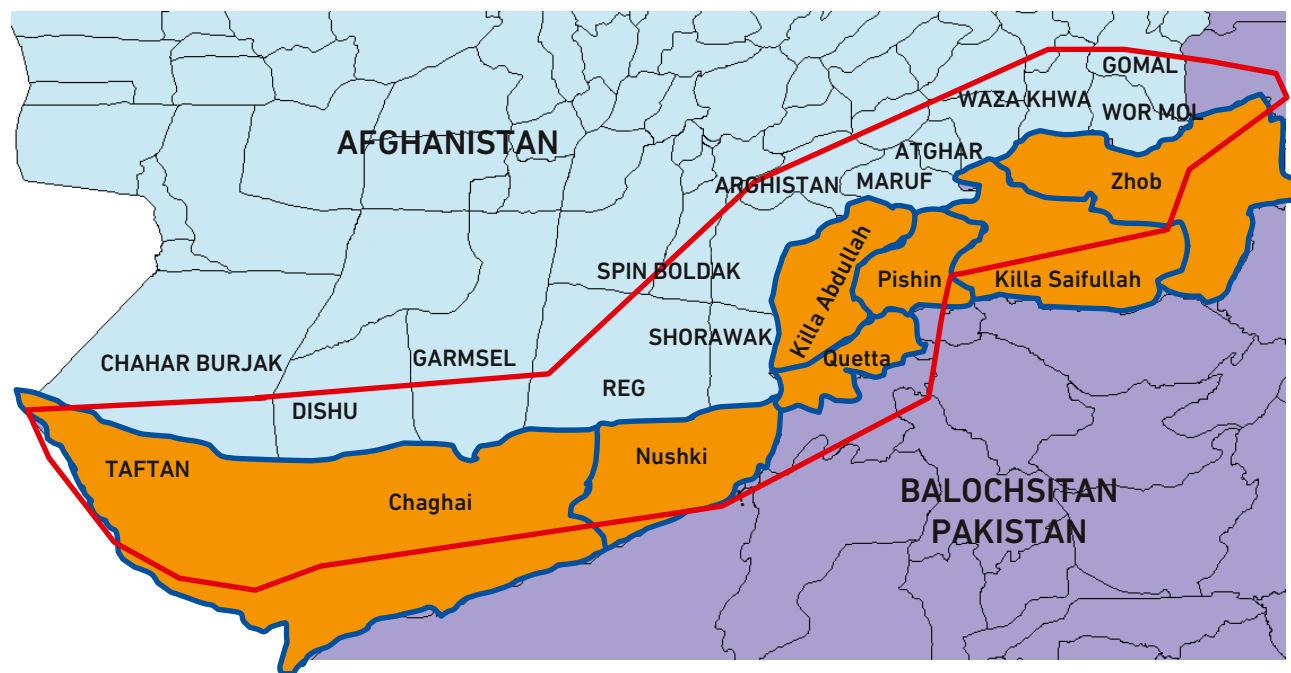 GOMAL
WAZA KHWA
WOR MOL
AFGHANISTAN
ATGHAR
ARGHISTAN
MARUF
Zhob
SPIN BOLDAK
Killa Abdullah
Pishin
Killa Saifullah
SHORAWAK
CHAHAR BURJAK
GARMSEL
Quetta
REG
DISHU
TAFTAN
Nushki
Chaghai
BALOCHSITAN
PAKISTAN